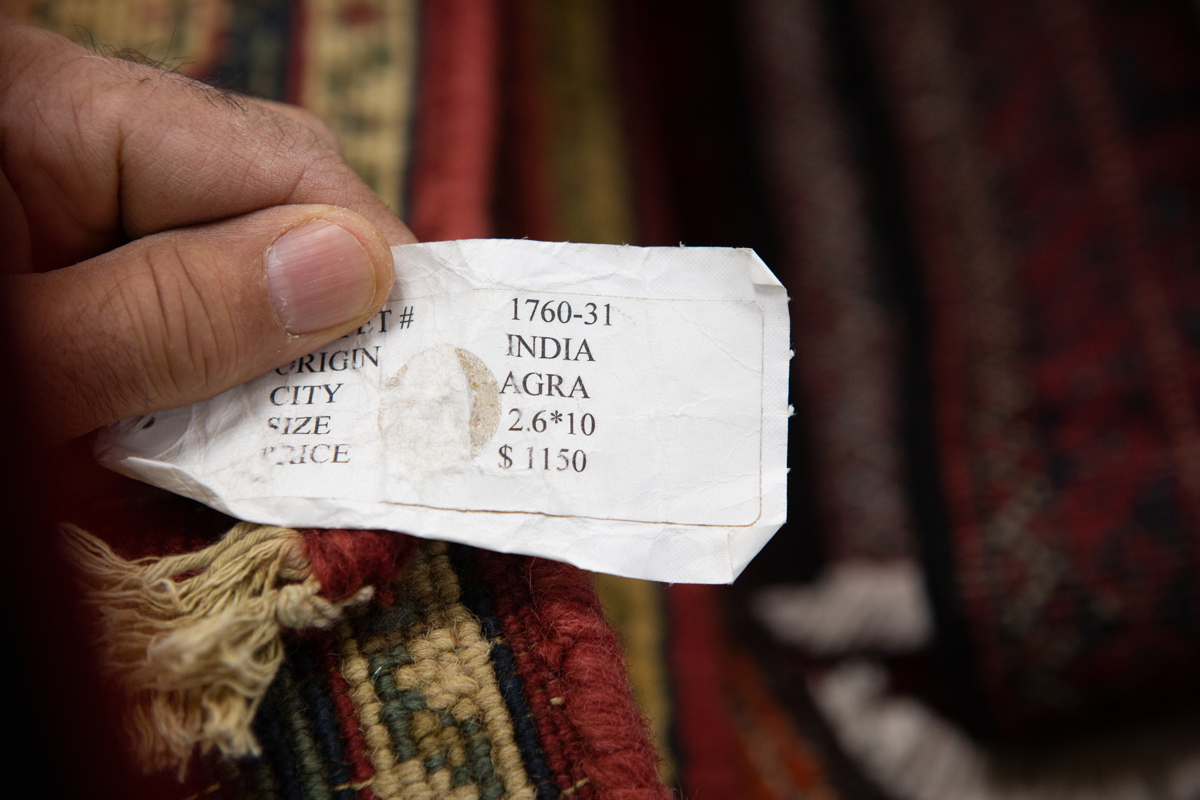 # 1760-31
ORIGIN INDIA
CITY AGRA
SIZE 2.6*10
PRICE $ 1150